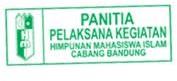 PANITIA
PELAKSANA KEGIATAN
HIMPUNAN MAHASISWA ISLAM
CABANG BANDUNG